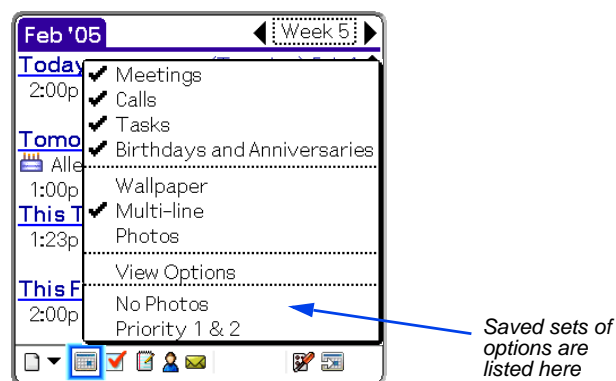 Feb '05
Week 5
Today
Meetings
2:00p
Calls
Tasks
Tomo
Birthdays and Anniversaries
Alle
1:00p
Wallpaper
This T
Multi-line
1:23p
Photos
View Options
This F
No Photos
2:00p
Priority 1 & 2
Saved sets of
options are
listed here